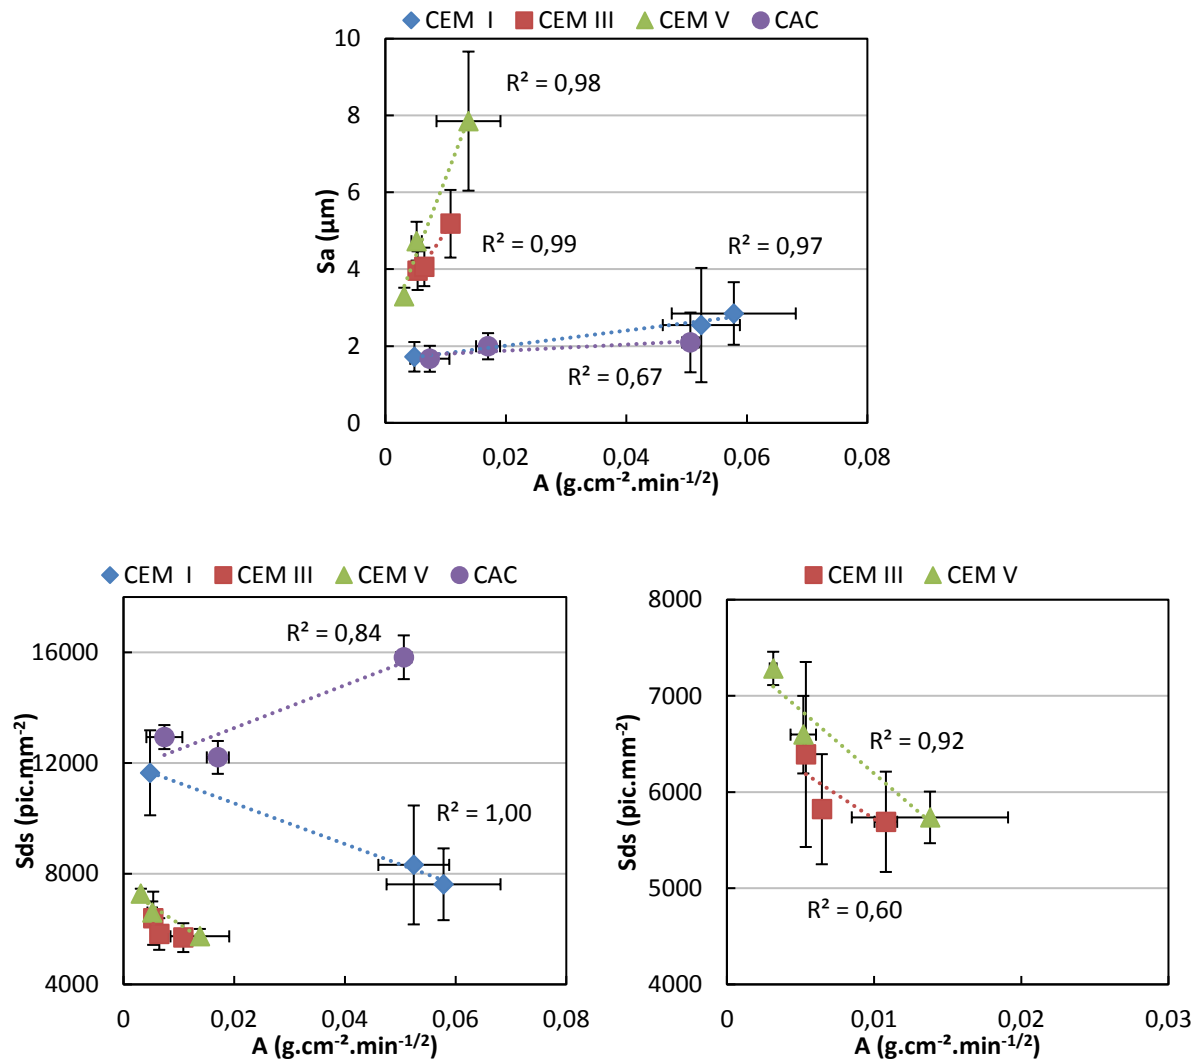 CEM I CEM III CEM V CAC
10
R² = 0,98
8
6
Sa (µm)
R² = 0,99
R² = 0,97
4
2
R² = 0,67
0
0 0,02 0,04 0,06 0,08
A (g.cm⁻².min⁻¹/²)
CEM I CEM III CEM V CAC
R² = 0,84
16000
12000
Sds (pic.mm⁻²)
R² = 1,00
8000
4000
0 0,02 0,04 0,06 0,08
A (g.cm⁻².min⁻¹/²)
CEM III CEM V
8000
7000
R² = 0,92
Sds (pic.mm⁻²)
6000
5000
R² = 0,60
4000
0 0,01 0,02 0,03
A (g.cm⁻².min⁻¹/²)